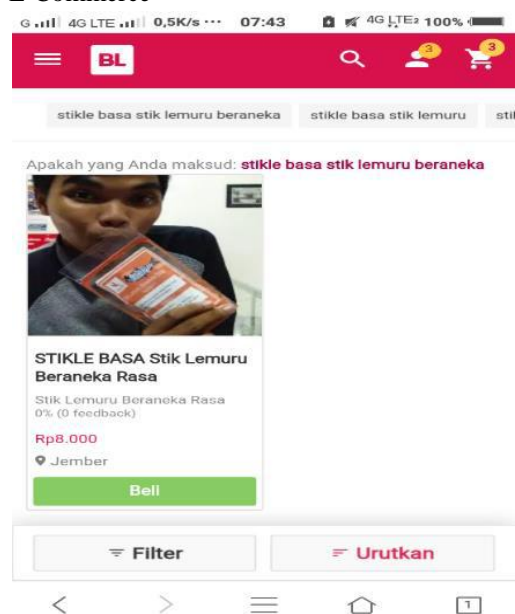 E-Commerce
G 4G LTE 0,5K/s ··· 07:43 4G LTE2 100%
BL 3 3
stikle basa stik lemuru beraneka stikle basa stik lemuru stil
Apakah yang Anda maksud: stikle basa stik lemuru beraneka
STIKLE BASA Stik Lemuru
Beraneka Rasa
Stik Lemuru Beraneka Rasa
0% (0 feedback)
Rp8.000
Jember
Beli
Filter Urutkan
1